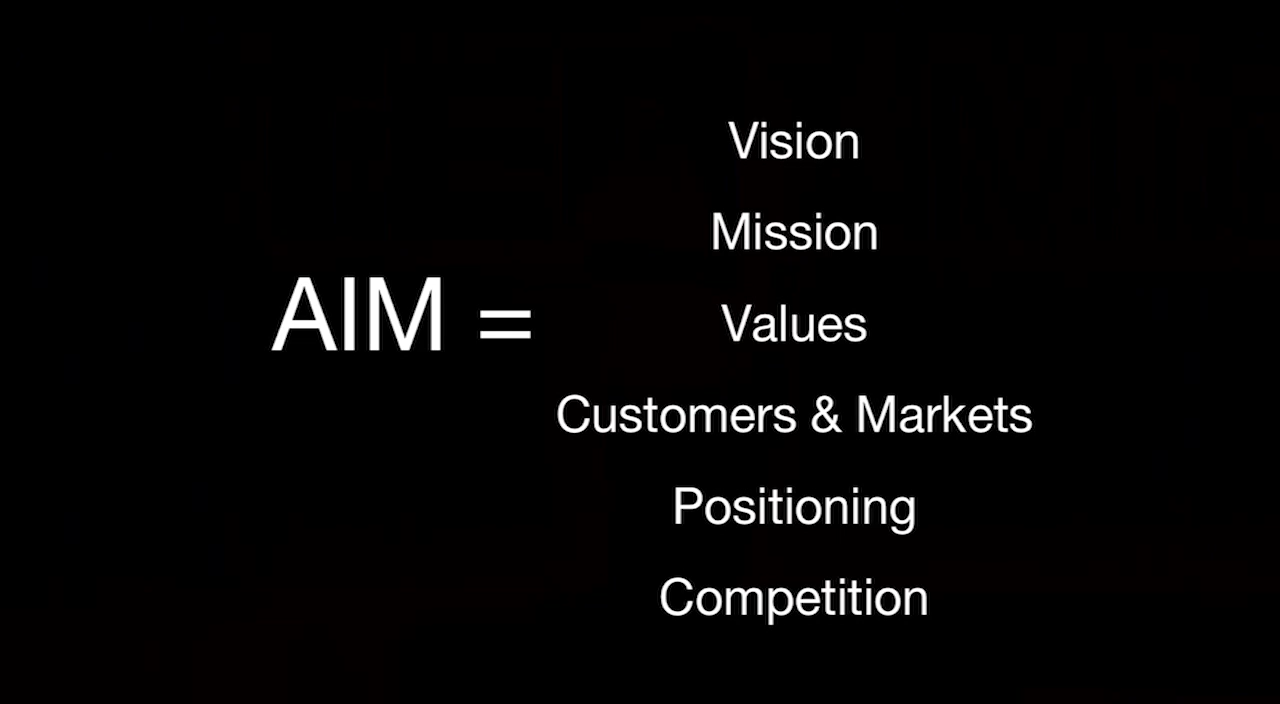 AIM =
Vision
Mission
Values
Customers & Markets
Positioning
Competition